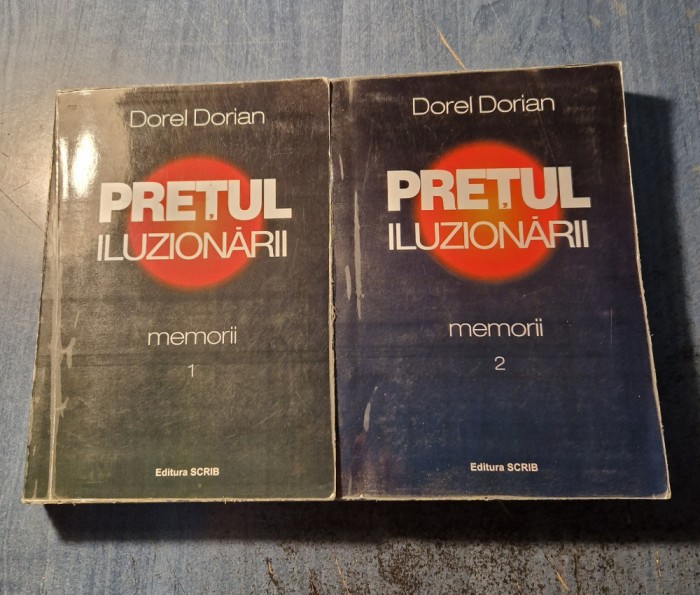 Dorel Dorian
PREȚUL
ILUZIONĂRII
memorii
1
Editura SCRIB
Dorel Dorian
PREȚUL
ILUZIONĂRII
memorii
2
Editura SCRIB